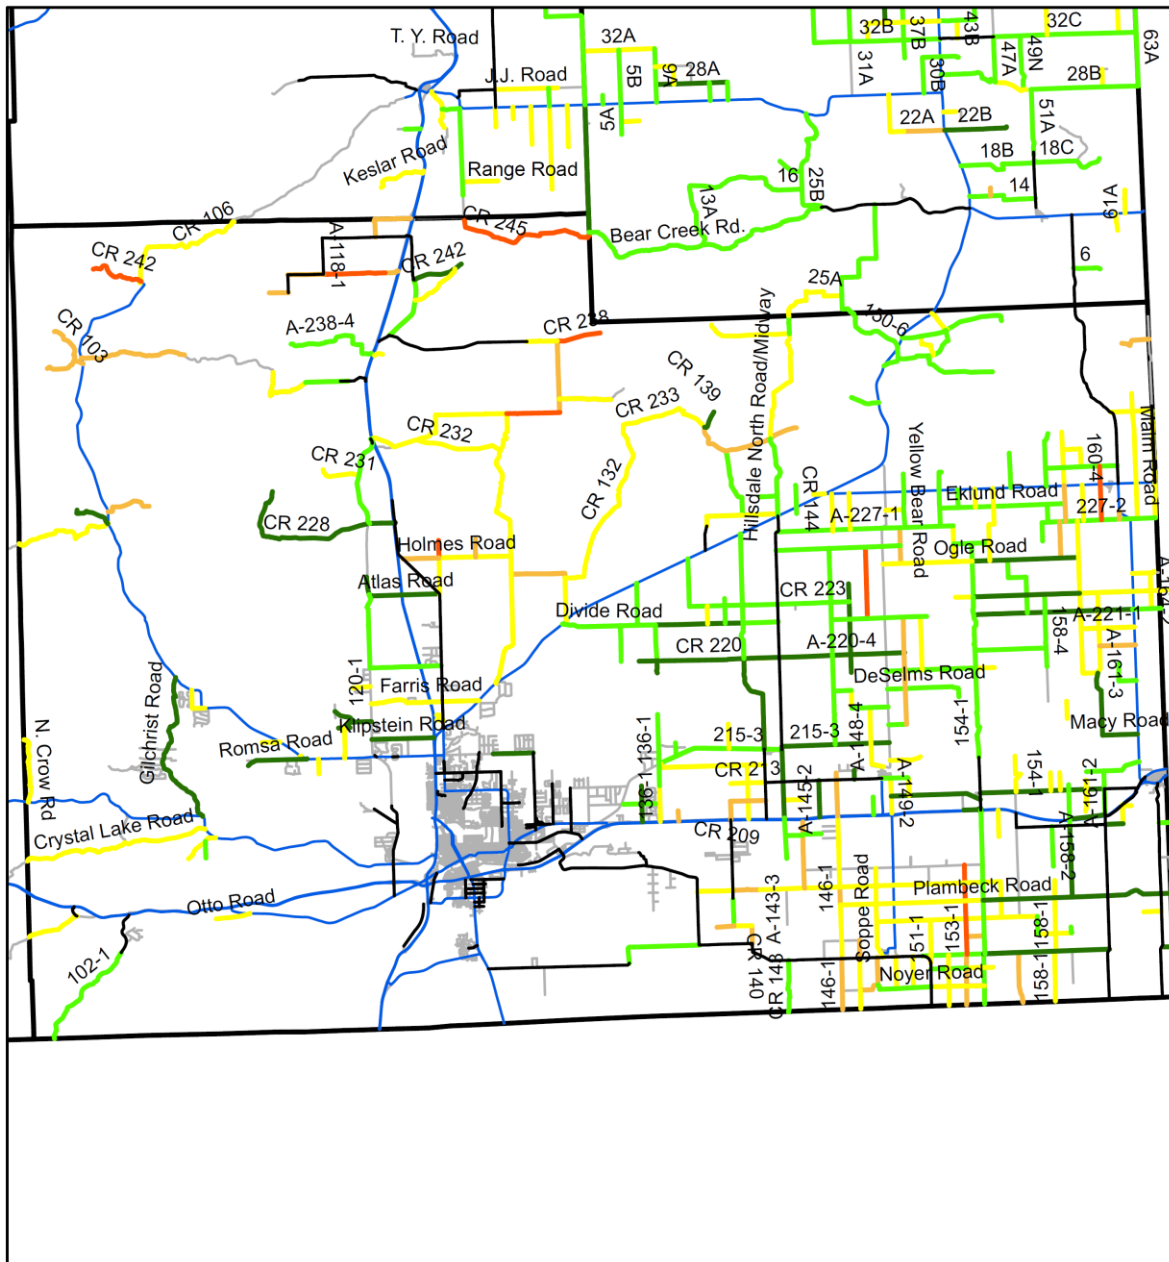 T. Y. Road
32A
32B
37B
43B
32C
63A
J.J. Road
5B
9A
28A
31A
30B
47A
49N
28B
5A
22A
22B
51A
Keslar Road
Range Road
16
25B
18B
18C
13A
14
61A
CR 106
A-118-1
CR 245
Bear Creek Rd.
CR 242
CR 242
6
25A
CR 103
A-238-4
CR 238
150-6
Hillsdale North Road/Midway
CR 139
CR 233
CR 232
Malm Road
CR 231
CR 132
CR 144
Yellow Bear Road
160-4
Eklund Road
CR 228
A-227-1
227-2
Holmes Road
Ogle Road
Atlas Road
CR 223
A-164-2
Divide Road
A-221-1
CR 220
A-220-4
158-4
A-161-3
120-1
Farris Road
DeSelms Road
Gilchrist Road
N. Crow Rd
Klipstein Road
Romsa Road
136-1
215-3
215-3
A-148-4
154-1
Macy Road
CR 213
136-1
A-145-2
A-149-2
154-1
A-161-2
Crystal Lake Road
CR 209
A-158-2
Otto Road
A-143-3
146-1
Soppe Road
Plambeck Road
102-1
CR 140
CR 143
146-1
151-1
153-1
158-1
158-1
Noyer Road